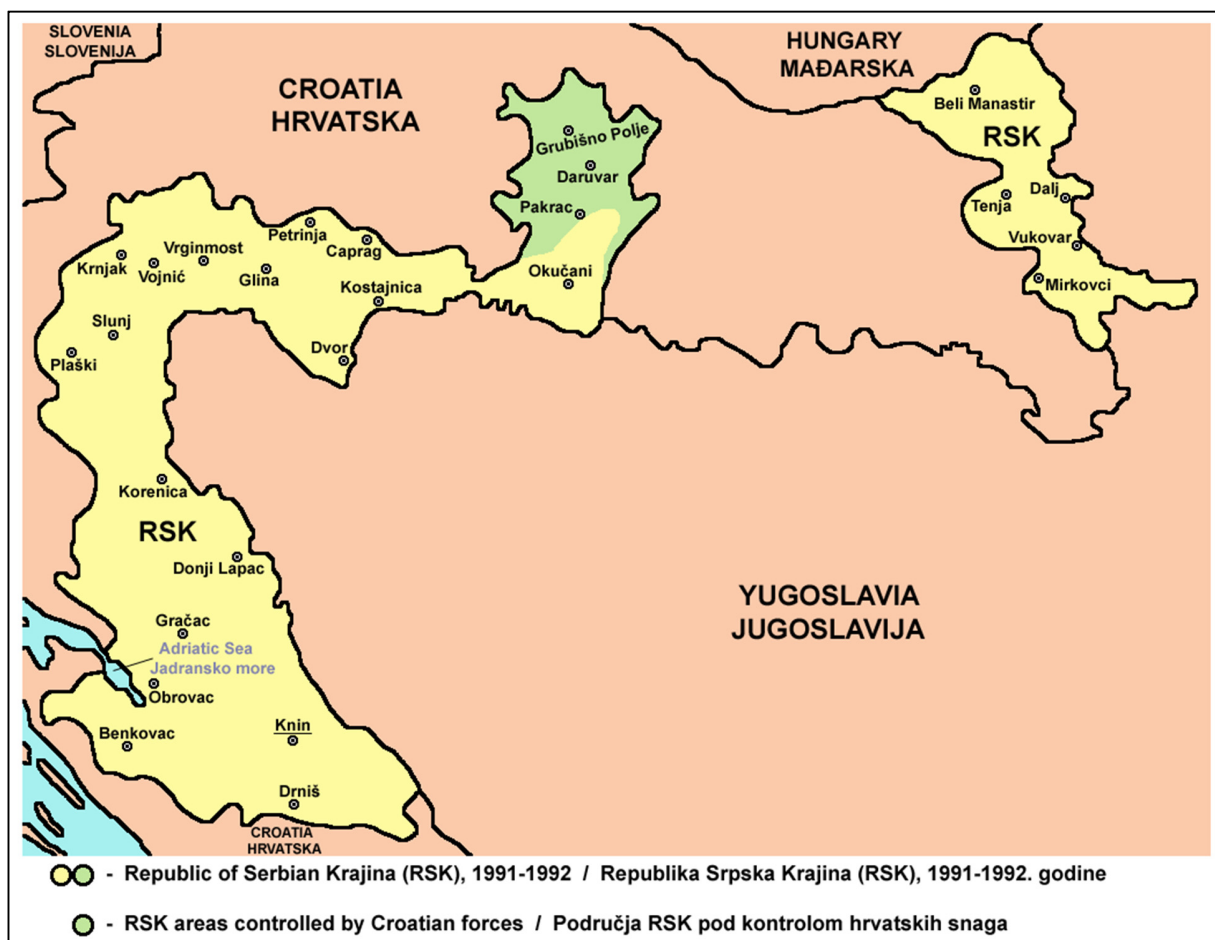 SLOVENIA
SLOVENIJA
HUNGARY
MAĐARSKA
CROATIA
HRVATSKA
Beli Manastir
RSK
Grubišno Polje
Daruvar
Pakrac
Okučani
Dalj
Tenja
Vukovar
Mirkovci
Petrinja
Caprag
Vrginmost
Krnjak
Vojnić
Glina
Kostajnica
Slunj
Dvor
Plaški
Korenica
RSK
Donji Lapac
YUGOSLAVIA
JUGOSLAVIJA
Gračac
Adriatic Sea
Jadransko more
Obrovac
Knin
Benkovac
Drniš
CROATIA
HRVATSKA
- Republic of Serbian Krajina (RSK), 1991-1992 / Republika Srpska Krajina (RSK), 1991-1992. godine
- RSK areas controlled by Croatian forces / Područja RSK pod kontrolom hrvatskih snaga